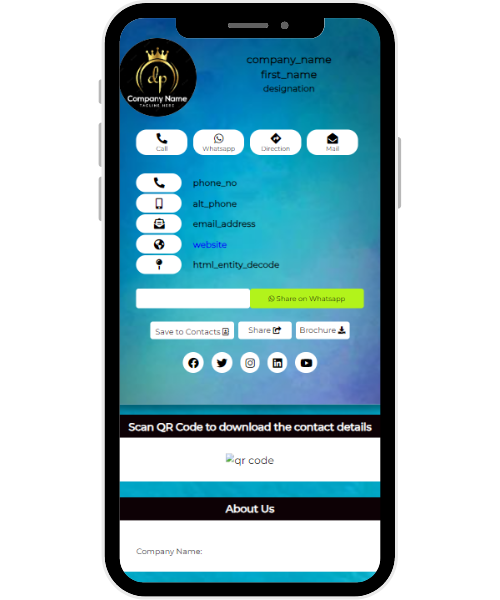 company_name
first_name
designation
dp
Company Name
TAGLINE HERE
Call
Whatsapp
Direction
Mail
phone_no
alt_phone
email_address
website
html_entity_decode
Share on Whatsapp
Save to Contacts
Share
Brochure
Scan QR Code to download the contact details
qr code
About Us
Company Name: